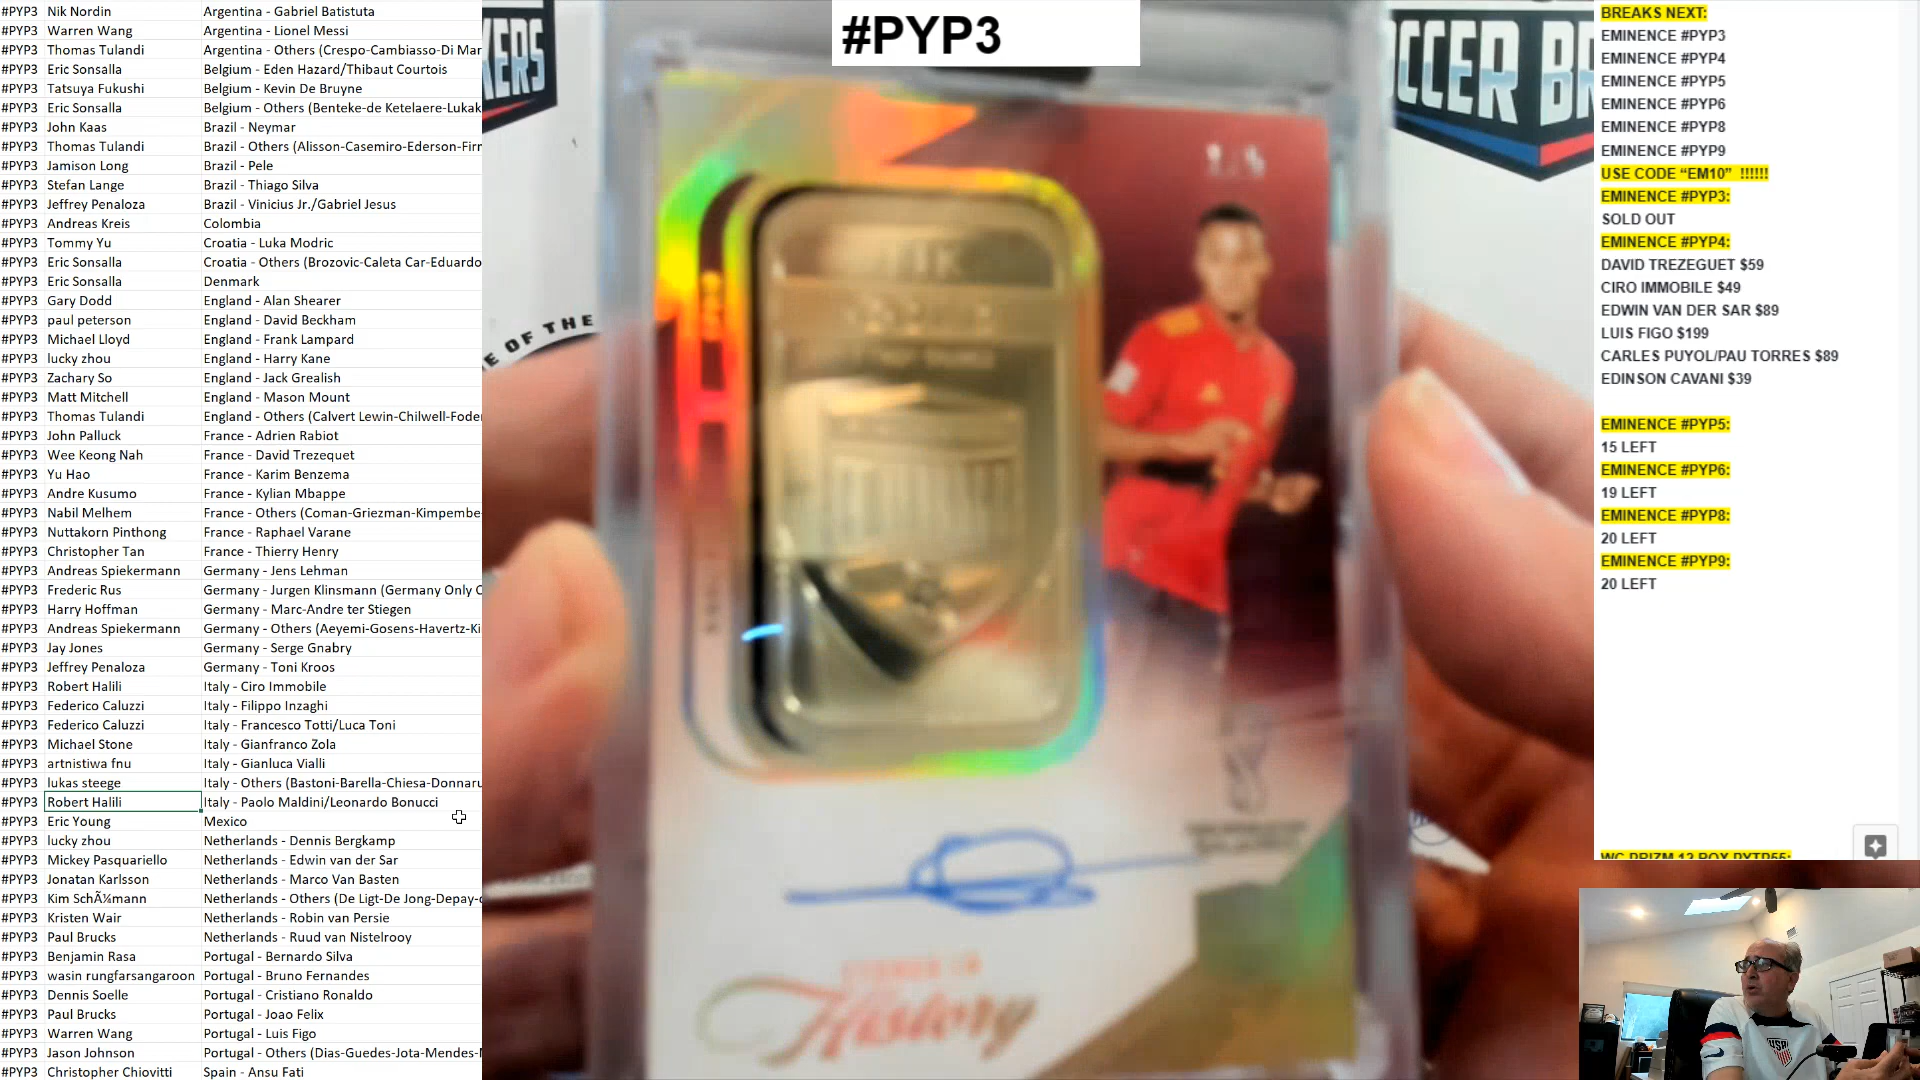 #PYP3 Nik Nordin Argentina - Gabriel Batistuta
#PYP3 Warren Wang Argentina - Lionel Messi
#PYP3 Thomas Tulandi Argentina - Others (Crespo-Cambiasso-Di Mar
#PYP3 Eric Sonsalla Belgium - Eden Hazard/Thibaut Courtois
#PYP3 Tatsuya Fukushi Belgium - Kevin De Bruyne
#PYP3 Eric Sonsalla Belgium - Others (Benteke-de Ketelaere-Lukak
#PYP3 John Kaas Brazil - Neymar
#PYP3 Thomas Tulandi Brazil - Others (Alisson-Casemiro-Ederson-Firr
#PYP3 Jamison Long Brazil - Pele
#PYP3 Stefan Lange Brazil - Thiago Silva
#PYP3 Jeffrey Penaloza Brazil - Vinicius Jr./Gabriel Jesus
#PYP3 Andreas Kreis Colombia
#PYP3 Tommy Yu Croatia - Luka Modric
#PYP3 Eric Sonsalla Croatia - Others (Brozovic-Caleta Car-Eduardo
#PYP3 Eric Sonsalla Denmark
#PYP3 Gary Dodd England - Alan Shearer
#PYP3 paul peterson England - David Beckham
#PYP3 Michael Lloyd England - Frank Lampard
#PYP3 lucky zhou England - Harry Kane
#PYP3 Zachary So England - Jack Grealish
#PYP3 Matt Mitchell England - Mason Mount
#PYP3 Thomas Tulandi England - Others (Calvert Lewin-Chilwell-Foder
#PYP3 John Palluck France - Adrien Rabiot
#PYP3 Wee Keong Nah France - David Trezequet
#PYP3 Yu Hao France - Karim Benzema
#PYP3 Andre Kusumo France - Kylian Mbappe
#PYP3 Nabil Melhem France - Others (Coman-Griezman-Kimpembe
#PYP3 Nuttakorn Pinthong France - Raphael Varane
#PYP3 Christopher Tan France - Thierry Henry
#PYP3 Andreas Spiekermann Germany - Jens Lehman
#PYP3 Frederic Rus Germany - Jurgen Klinsmann (Germany Only C
#PYP3 Harry Hoffman Germany - Marc-Andre ter Stiegen
#PYP3 Andreas Spiekermann Germany - Others (Aeyemi-Gosens-Havertz-Ki
#PYP3 Jay Jones Germany - Serge Gnabry
#PYP3 Jeffrey Penaloza Germany - Toni Kroos
#PYP3 Robert Halili Italy - Ciro Immobile
#PYP3 Federico Caluzzi Italy - Filippo Inzaghi
#PYP3 Federico Caluzzi Italy - Francesco Totti/Luca Toni
#PYP3 Michael Stone Italy - Gianfranco Zola
#PYP3 artnistiwa fnu Italy - Gianluca Vialli
#PYP3 lukas steege Italy - Others (Bastoni-Barella-Chiesa-Donnaru
#PYP3 Robert Halili Italy - Paolo Maldini/Leonardo Bonucci
#PYP3 Eric Young Mexico
#PYP3 lucky zhou Netherlands - Dennis Bergkamp
#PYP3 Mickey Pasquariello Netherlands - Edwin van der Sar
#PYP3 Jonatan Karlsson Netherlands - Marco Van Basten
#PYP3 Kim SchÃ¼mann Netherlands - Others (De Ligt-De Jong-Depay-
#PYP3 Kristen Wair Netherlands - Robin van Persie
#PYP3 Paul Brucks Netherlands - Ruud van Nistelrooy
#PYP3 Benjamin Rasa Portugal - Bernardo Silva
#PYP3 wasin rungfarsangaroon Portugal - Bruno Fernandes
#PYP3 Dennis Soelle Portugal - Cristiano Ronaldo
#PYP3 Paul Brucks Portugal - Joao Felix
#PYP3 Warren Wang Portugal - Luis Figo
#PYP3 Jason Johnson Portugal - Others (Dias-Guedes-Jota-Mendes-
#PYP3 Christopher Chiovitti Spain - Ansu Fati
#PYP3
KERS
CCER BR
E OF THE
History
USA
BREAKS NEXT:
EMINENCE #PYP3
EMINENCE #PYP4
EMINENCE #PYP5
EMINENCE #PYP6
EMINENCE #PYP8
EMINENCE #PYP9
USE CODE “EM10” !!!!!!
EMINENCE #PYP3:
SOLD OUT
EMINENCE #PYP4:
DAVID TREZEGUET $59
CIRO IMMOBILE $49
EDWIN VAN DER SAR $89
LUIS FIGO $199
CARLES PUYOL/PAU TORRES $89
EDINSON CAVANI $39
EMINENCE #PYP5:
15 LEFT
EMINENCE #PYP6:
19 LEFT
EMINENCE #PYP8:
20 LEFT
EMINENCE #PYP9:
20 LEFT
WC PRIZM 12 BOX PYTP55: